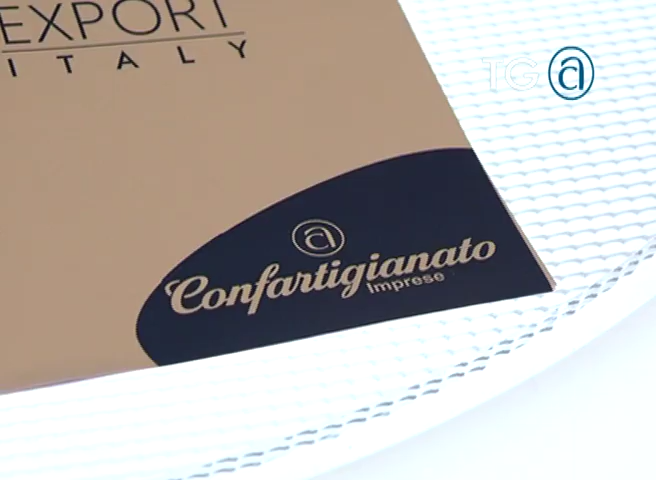 EXPORT
ITALY
TG a
a
Confartigianato
Imprese